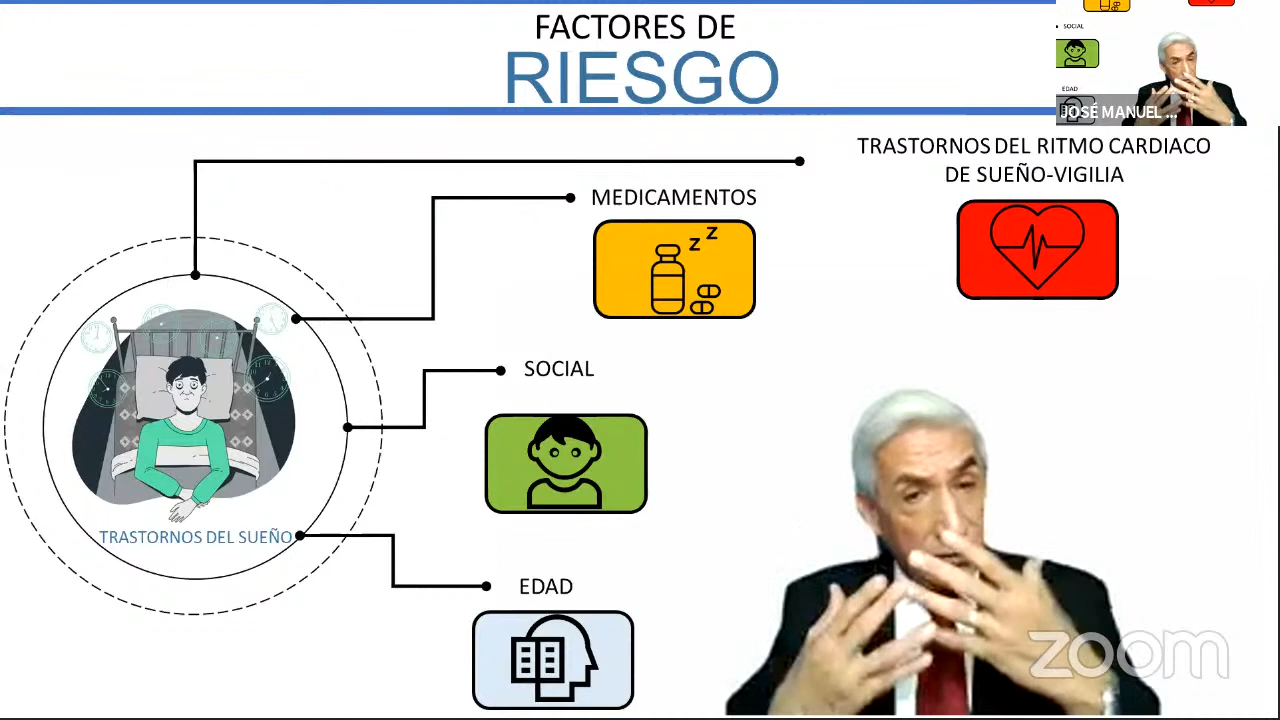 FACTORES DE
RIESGO
SOCIAL
EDAD
JOSÉ MANUEL ...
TRASTORNOS DEL RITMO CARDIACO
DE SUEÑO-VIGILIA
MEDICAMENTOS
z z
SOCIAL
TRASTORNOS DEL SUEÑO
EDAD
zoom